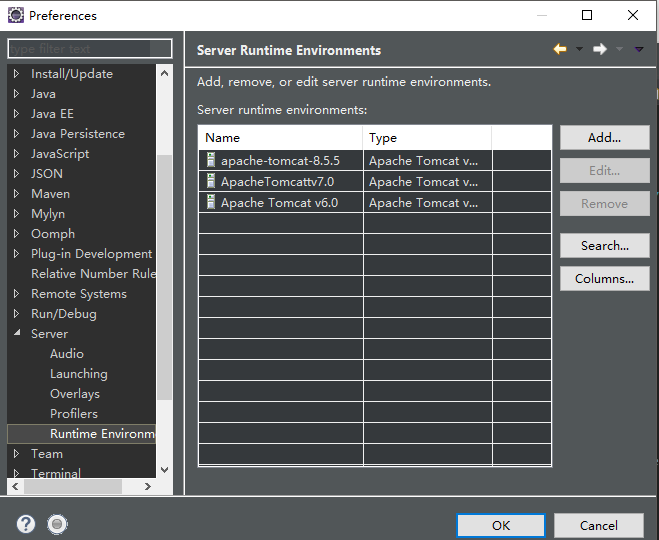 Preferences
type filter text
Install/Update
Java
Java EE
Java Persistence
JavaScript
JSON
Maven
Mylyn
Oomph
Plug-in Development
Relative Number Rule
Remote Systems
Run/Debug
Server
Audio
Launching
Overlays
Profilers
Runtime Environm
Team
Terminal
Server Runtime Environments
Add, remove, or edit server runtime environments.
Server runtime environments:
Name Type
apache-tomcat-8.5.5 Apache Tomcat v...
ApacheTomcattv7.0 Apache Tomcat v...
Apache Tomcat v6.0 Apache Tomcat v...
Add...
Edit...
Remove
Search...
Columns...
?
OK Cancel